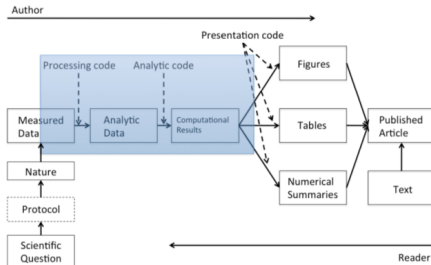 Author
Presentation code
Processing code
Analytic code
Figures
Measured
Data
Analytic
Data
Computational
Results
Tables
Published
Article
Nature
Numerical
Summaries
Text
Protocol
Scientific
Question
Reader